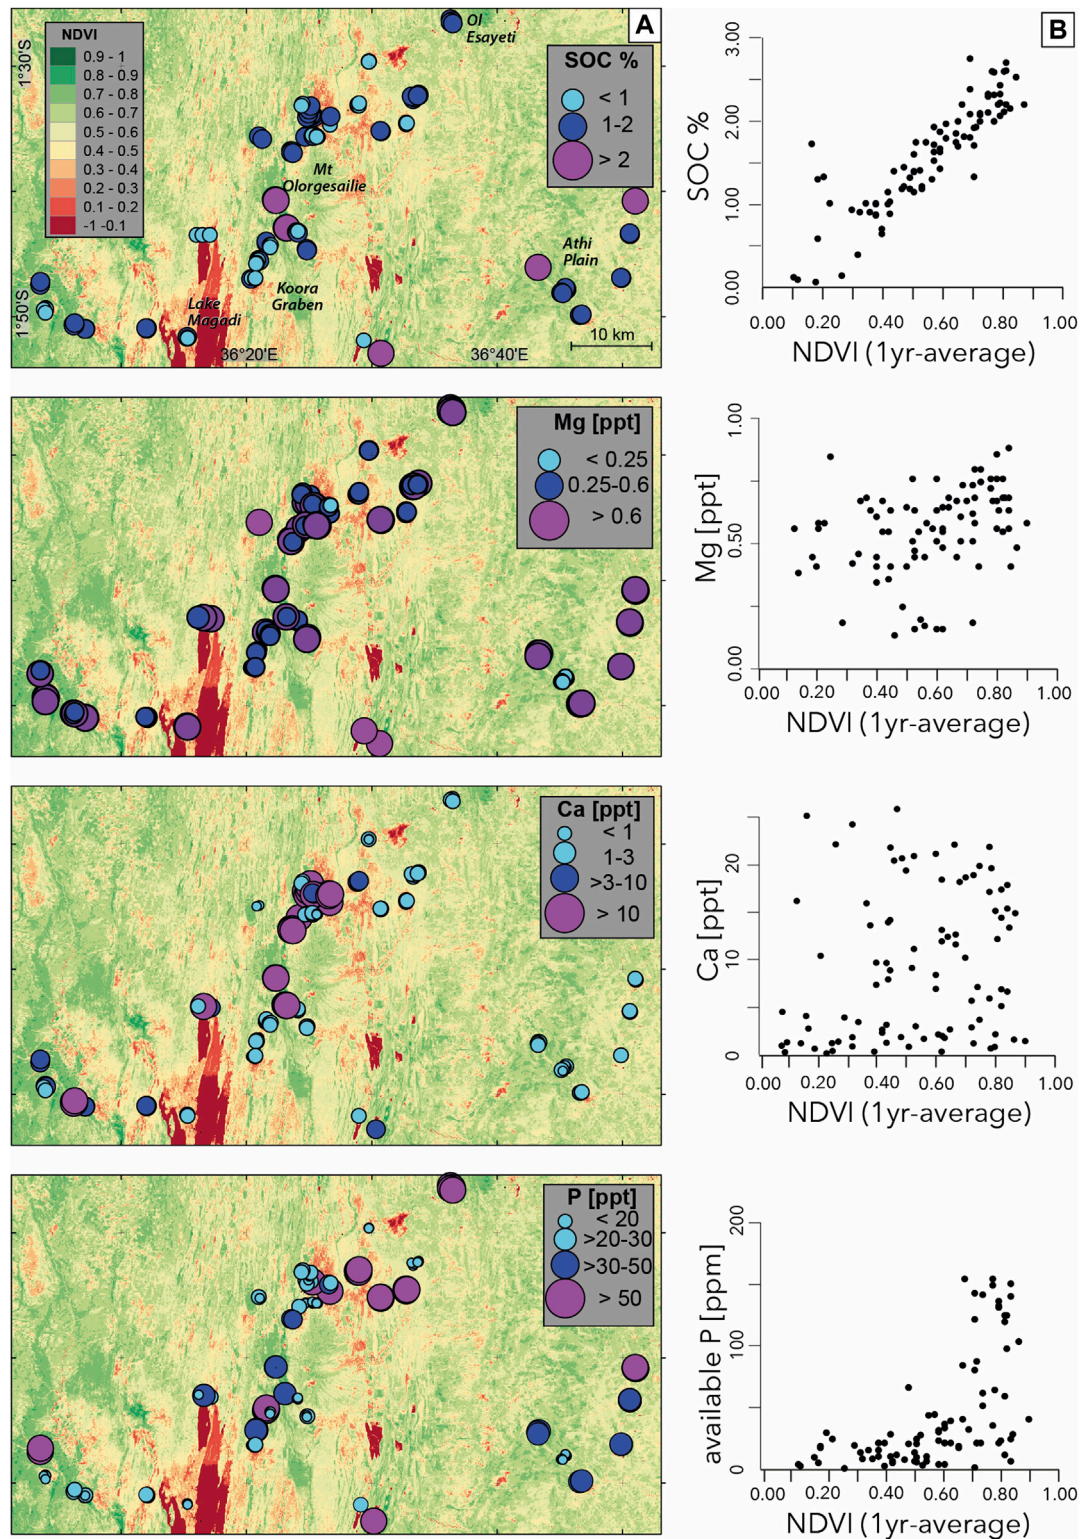 A
NDVI
0.9 - 1
0.8 - 0.9
0.7 - 0.8
0.6 - 0.7
0.5 - 0.6
0.4 - 0.5
0.3 - 0.4
0.2 - 0.3
0.1 - 0.2
-1 -0.1
1°30'S
1°50'S
Ol
Esayeti
SOC %
< 1
1-2
> 2
Mt
Olorgesailie
Athi
Plain
Koora
Graben
Lake
Magadi
36°20'E
36°40'E
10 km
B
SOC %
3.00
2.00
1.00
0.00
0.00 0.20 0.40 0.60 0.80 1.00
NDVI (1yr-average)
Mg [ppt]
< 0.25
0.25-0.6
> 0.6
Mg [ppt]
1.00
0.50
0.00
0.00 0.20 0.40 0.60 0.80 1.00
NDVI (1yr-average)
Ca [ppt]
< 1
1-3
>3-10
> 10
Ca [ppt]
20
10
0
0.00 0.20 0.40 0.60 0.80 1.00
NDVI (1yr-average)
P [ppt]
< 20
>20-30
>30-50
> 50
available P [ppm]
200
100
0
0.00 0.20 0.40 0.60 0.80 1.00
NDVI (1yr-average)